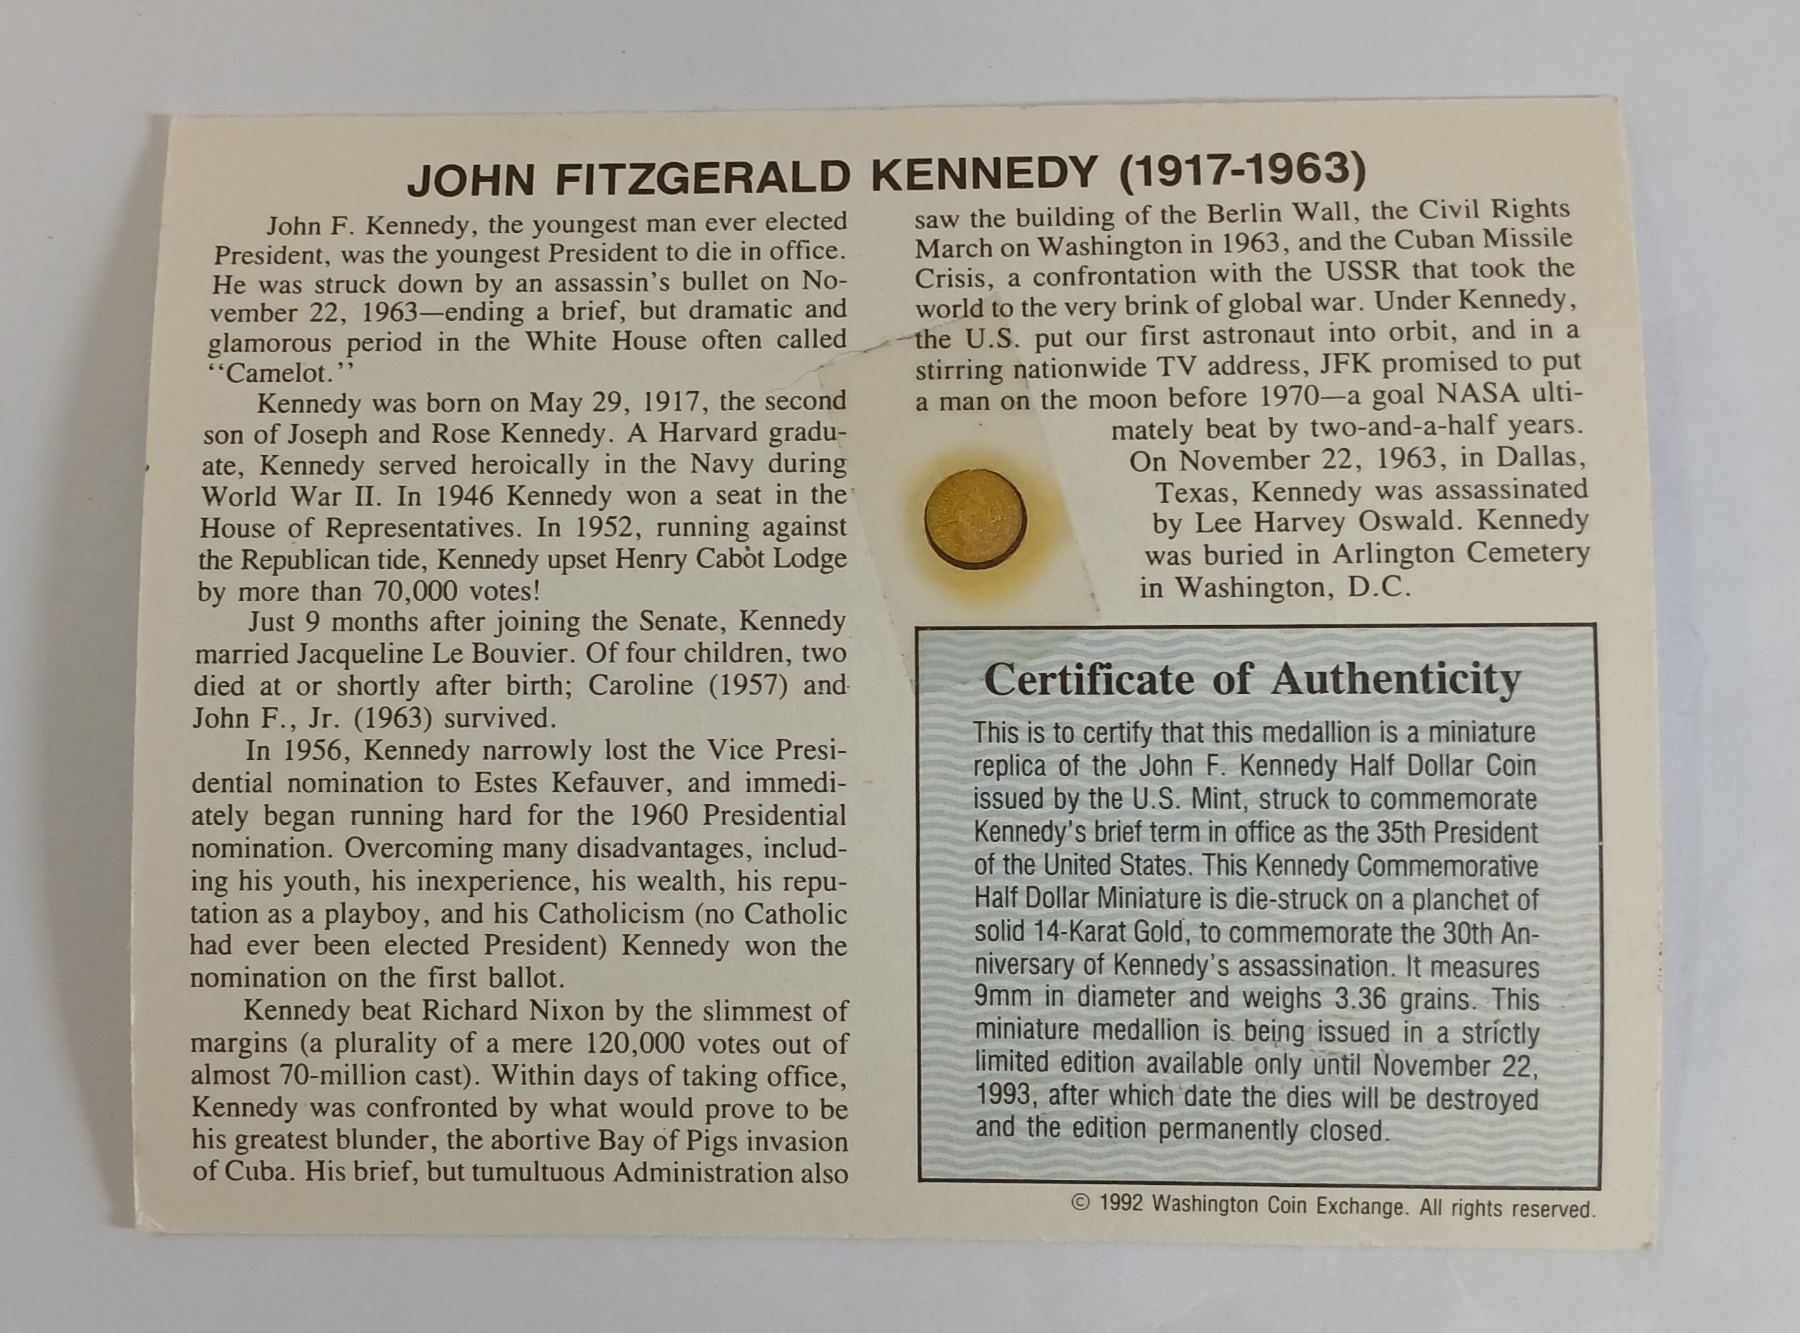 JOHN FITZGERALD KENNEDY (1917-1963)
John F. Kennedy, the youngest man ever elected
President, was the youngest President to die in office.
He was struck down by an assassin's bullet on No-
vember 22, 1963—ending a brief, but dramatic and
glamorous period in the White House often called
‘‘Camelot.’’
Kennedy was born on May 29, 1917, the second
son of Joseph and Rose Kennedy. A Harvard gradu-
ate, Kennedy served heroically in the Navy during
World War II. In 1946 Kennedy won a seat in the
House of Representatives. In 1952, running against
the Republican tide, Kennedy upset Henry Cabot Lodge
by more than 70,000 votes!
Just 9 months after joining the Senate, Kennedy
married Jacqueline Le Bouvier. Of four children, two
died at or shortly after birth; Caroline (1957) and
John F., Jr. (1963) survived.
In 1956, Kennedy narrowly lost the Vice Presi-
dential nomination to Estes Kefauver, and immedi-
ately began running hard for the 1960 Presidential
nomination. Overcoming many disadvantages, includ-
ing his youth, his inexperience, his wealth, his repu-
tation as a playboy, and his Catholicism (no Catholic
had ever been elected President) Kennedy won the
nomination on the first ballot.
Kennedy beat Richard Nixon by the slimmest of
margins (a plurality of a mere 120,000 votes out of
almost 70-million cast). Within days of taking office,
Kennedy was confronted by what would prove to be
his greatest blunder, the abortive Bay of Pigs invasion
of Cuba. His brief, but tumultuous Administration also
saw the building of the Berlin Wall, the Civil Rights
March on Washington in 1963, and the Cuban Missile
Crisis, a confrontation with the USSR that took the
world to the very brink of global war. Under Kennedy,
the U.S. put our first astronaut into orbit, and in a
stirring nationwide TV address, JFK promised to put
a man on the moon before 1970—a goal NASA ulti-
mately beat by two-and-a-half years.
On November 22, 1963, in Dallas,
Texas, Kennedy was assassinated
by Lee Harvey Oswald. Kennedy
was buried in Arlington Cemetery
in Washington, D.C.
Certificate of Authenticity
This is to certify that this medallion is a miniature
replica of the John F. Kennedy Half Dollar Coin
issued by the U.S. Mint, struck to commemorate
Kennedy's brief term in office as the 35th President
of the United States. This Kennedy Commemorative
Half Dollar Miniature is die-struck on a planchet of
solid 14-Karat Gold, to commemorate the 30th An-
niversary of Kennedy's assassination. It measures
9mm in diameter and weighs 3.36 grains. This
miniature medallion is being issued in a strictly
limited edition available only until November 22,
1993, after which date the dies will be destroyed
and the edition permanently closed.
© 1992 Washington Coin Exchange. All rights reserved.